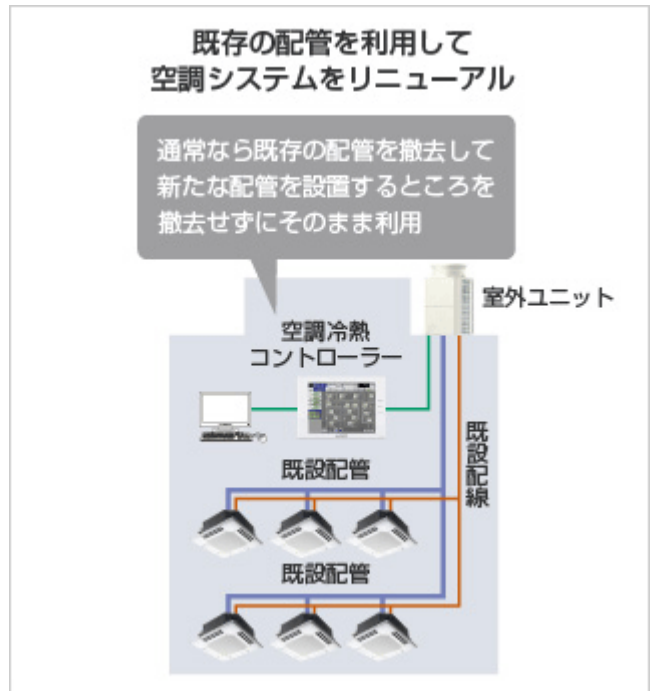 既存の配管を利用して
空調システムをリニューアル
通常なら既存の配管を撤去して
新たな配管を設置するところを
撤去せずにそのまま利用
室外ユニット
空調冷熱
コントローラー
既設配線
既設配管
既設配管